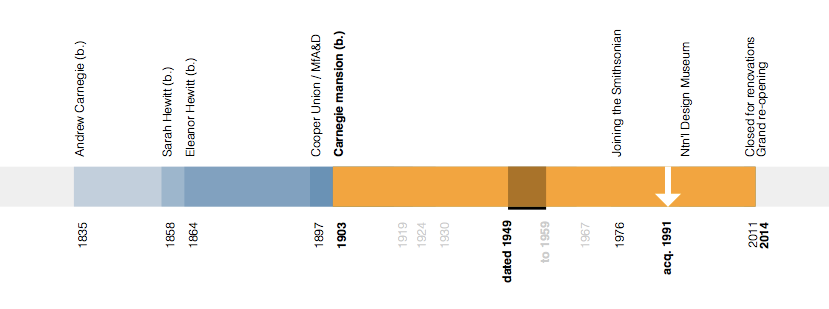 Andrew Carnegie (b.)
Sarah Hewitt (b.)
Eleanor Hewitt (b.)
Cooper Union / MfA&D
Carnegie mansion (b.)
Joining the Smithsonian
Ntn'l Design Museum
Closed for renovations
Grand re-opening
1835
1858
1864
1897
1903
1919
1924
1930
dated 1949
to 1959
1967
1976
acq. 1991
2011
2014